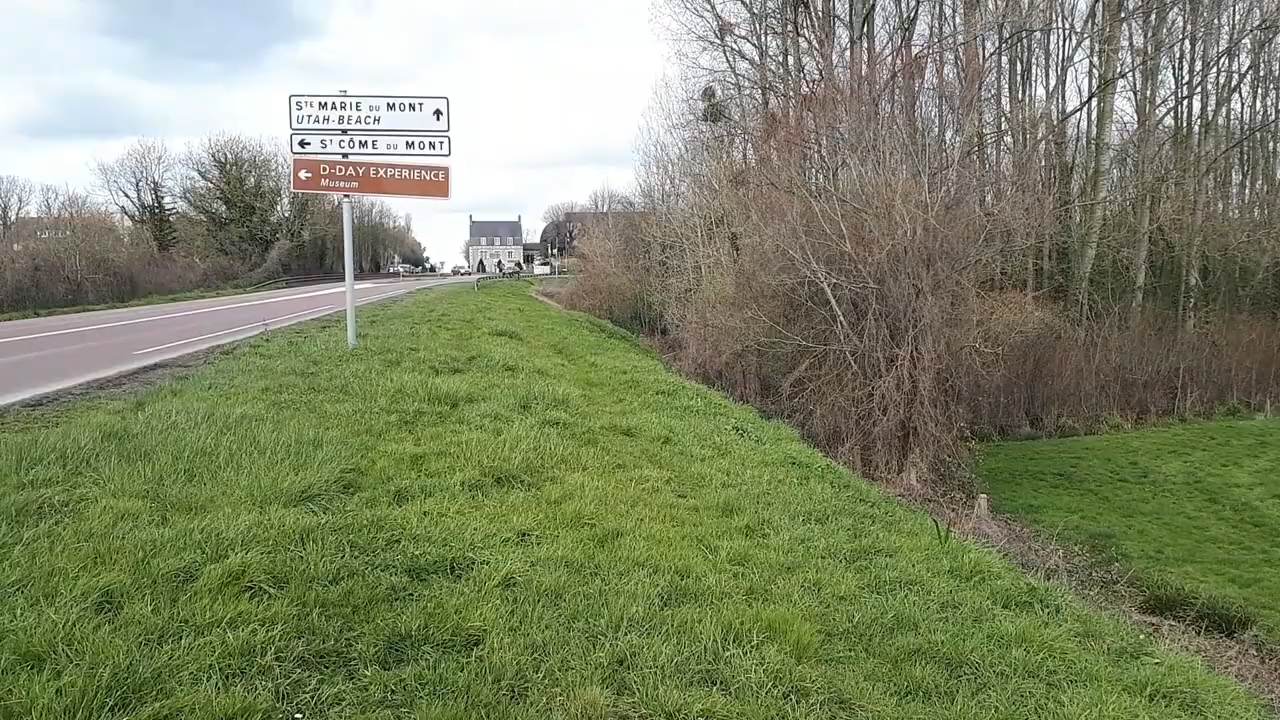 STE MARIE DU MONT
UTAH-BEACH
ST CÔME DU MONT
D-DAY EXPERIENCE
Museum